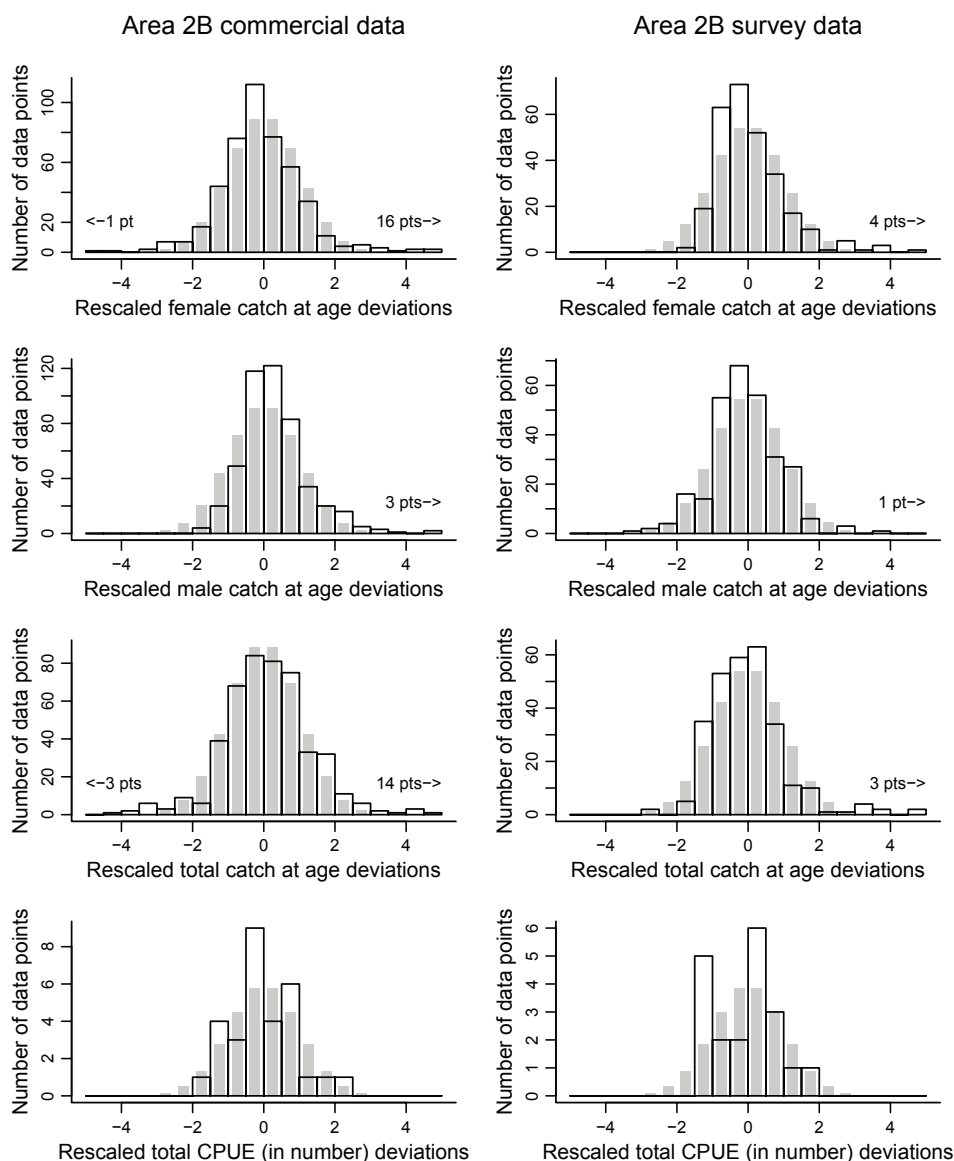 Area 2B commercial data
Area 2B survey data
Number of data points
0 20 60 100
<−1 pt
16 pts−>
−4 −2 0 2 4
Rescaled female catch at age deviations
Number of data points
0 20 40 60
4 pts−>
−4 −2 0 2 4
Rescaled female catch at age deviations
Number of data points
0 40 80 120
3 pts−>
−4 −2 0 2 4
Rescaled male catch at age deviations
Number of data points
0 20 40 60
1 pt−>
−4 −2 0 2 4
Rescaled male catch at age deviations
Number of data points
0 20 40 60 80
<−3 pts
14 pts−>
−4 −2 0 2 4
Rescaled total catch at age deviations
Number of data points
0 20 40 60
3 pts−>
−4 −2 0 2 4
Rescaled total catch at age deviations
Number of data points
0 2 4 6 8
−4 −2 0 2 4
Rescaled total CPUE (in number) deviations
Number of data points
0 1 2 3 4 5 6
−4 −2 0 2 4
Rescaled total CPUE (in number) deviations